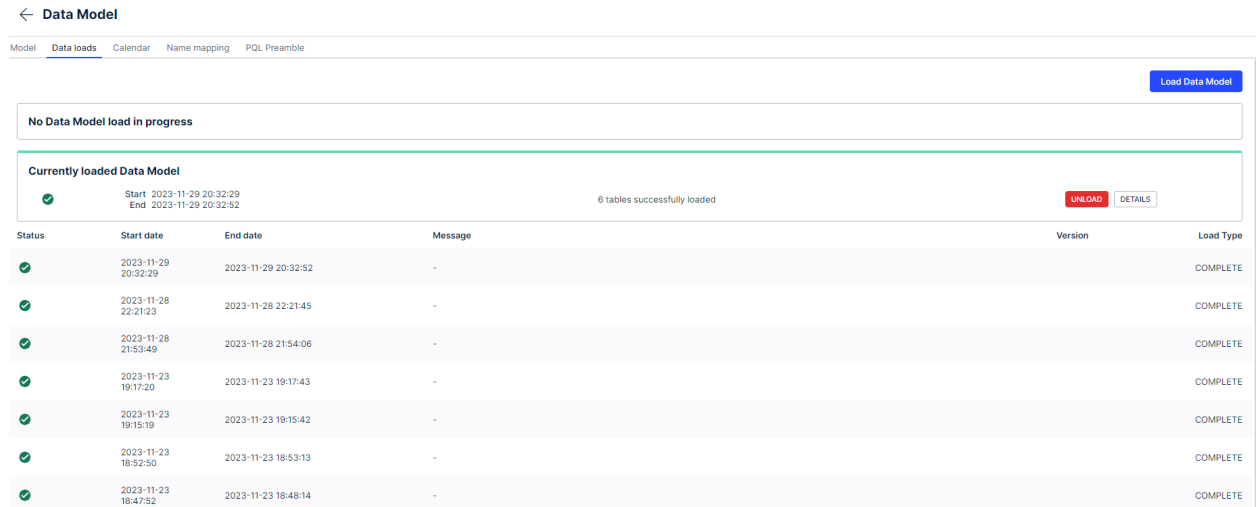 Data Model
Model Data loads Calendar Name mapping PQL Preamble
Load Data Model
No Data Model load in progress
Currently loaded Data Model
Start 2023-11-29 20:32:29
End 2023-11-29 20:32:52
6 tables successfully loaded
UNLOAD DETAILS
Status Start date End date Message Version Load Type
2023-11-29
20:32:29
2023-11-29 20:32:52 - COMPLETE
2023-11-28
22:21:23
2023-11-28 22:21:45 - COMPLETE
2023-11-28
21:53:49
2023-11-28 21:54:06 - COMPLETE
2023-11-23
19:17:20
2023-11-23 19:17:43 - COMPLETE
2023-11-23
19:15:19
2023-11-23 19:15:42 - COMPLETE
2023-11-23
18:52:50
2023-11-23 18:53:13 - COMPLETE
2023-11-23
18:47:52
2023-11-23 18:48:14 - COMPLETE